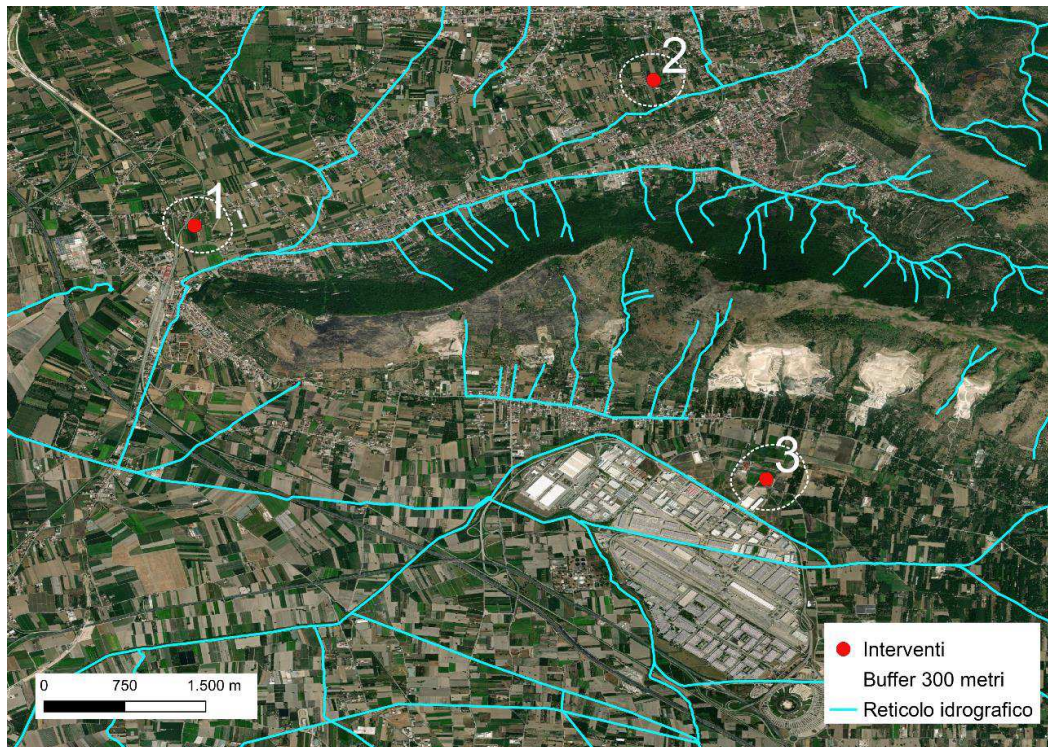 2
1
3
Interventi
Buffer 300 metri
Reticolo idrografico
0 750 1.500 m